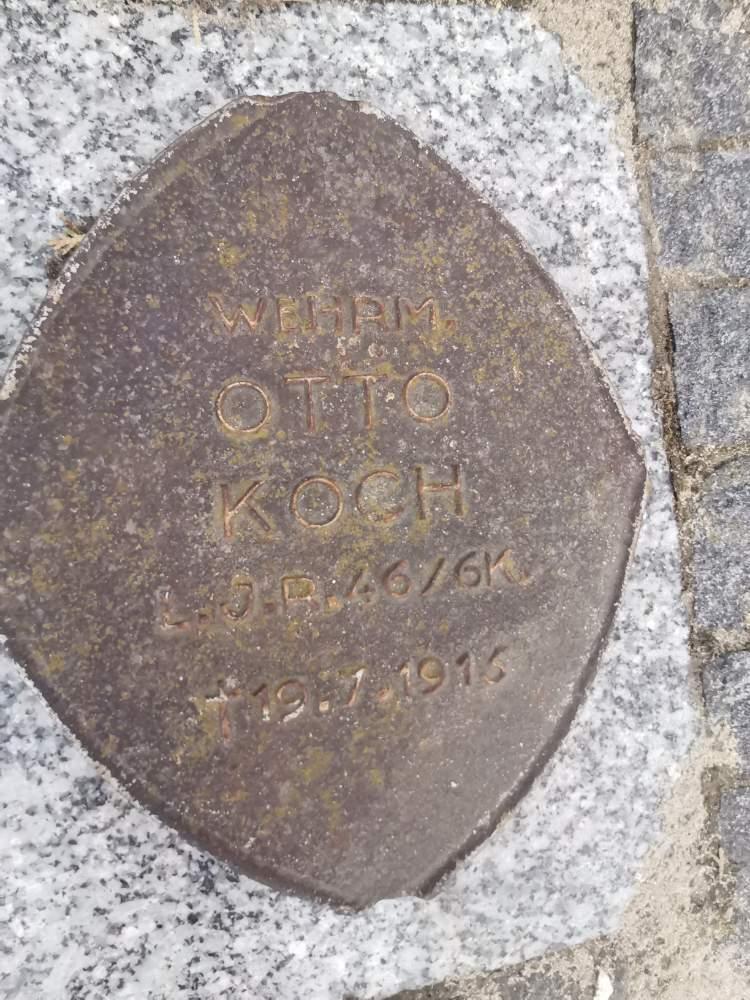 WEHRM.
OTTO
KOCH
L.J.R.46/6K.
†19.7.1915